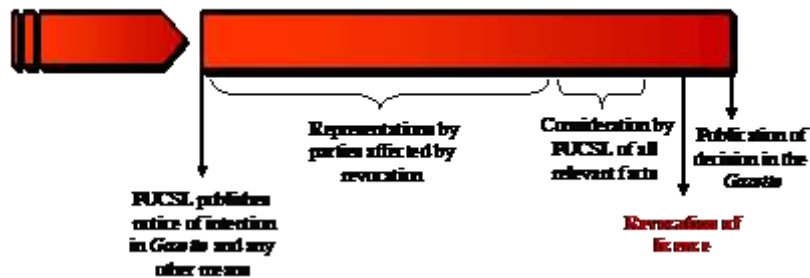 Representations by
parties affected by
revocation
Consideration by
PUCSL of all
relevant facts
Publication of
decision in the
Gazette
PUCSL publishes
notice of intention
in Gazette and any
other means
Revocation of
licence